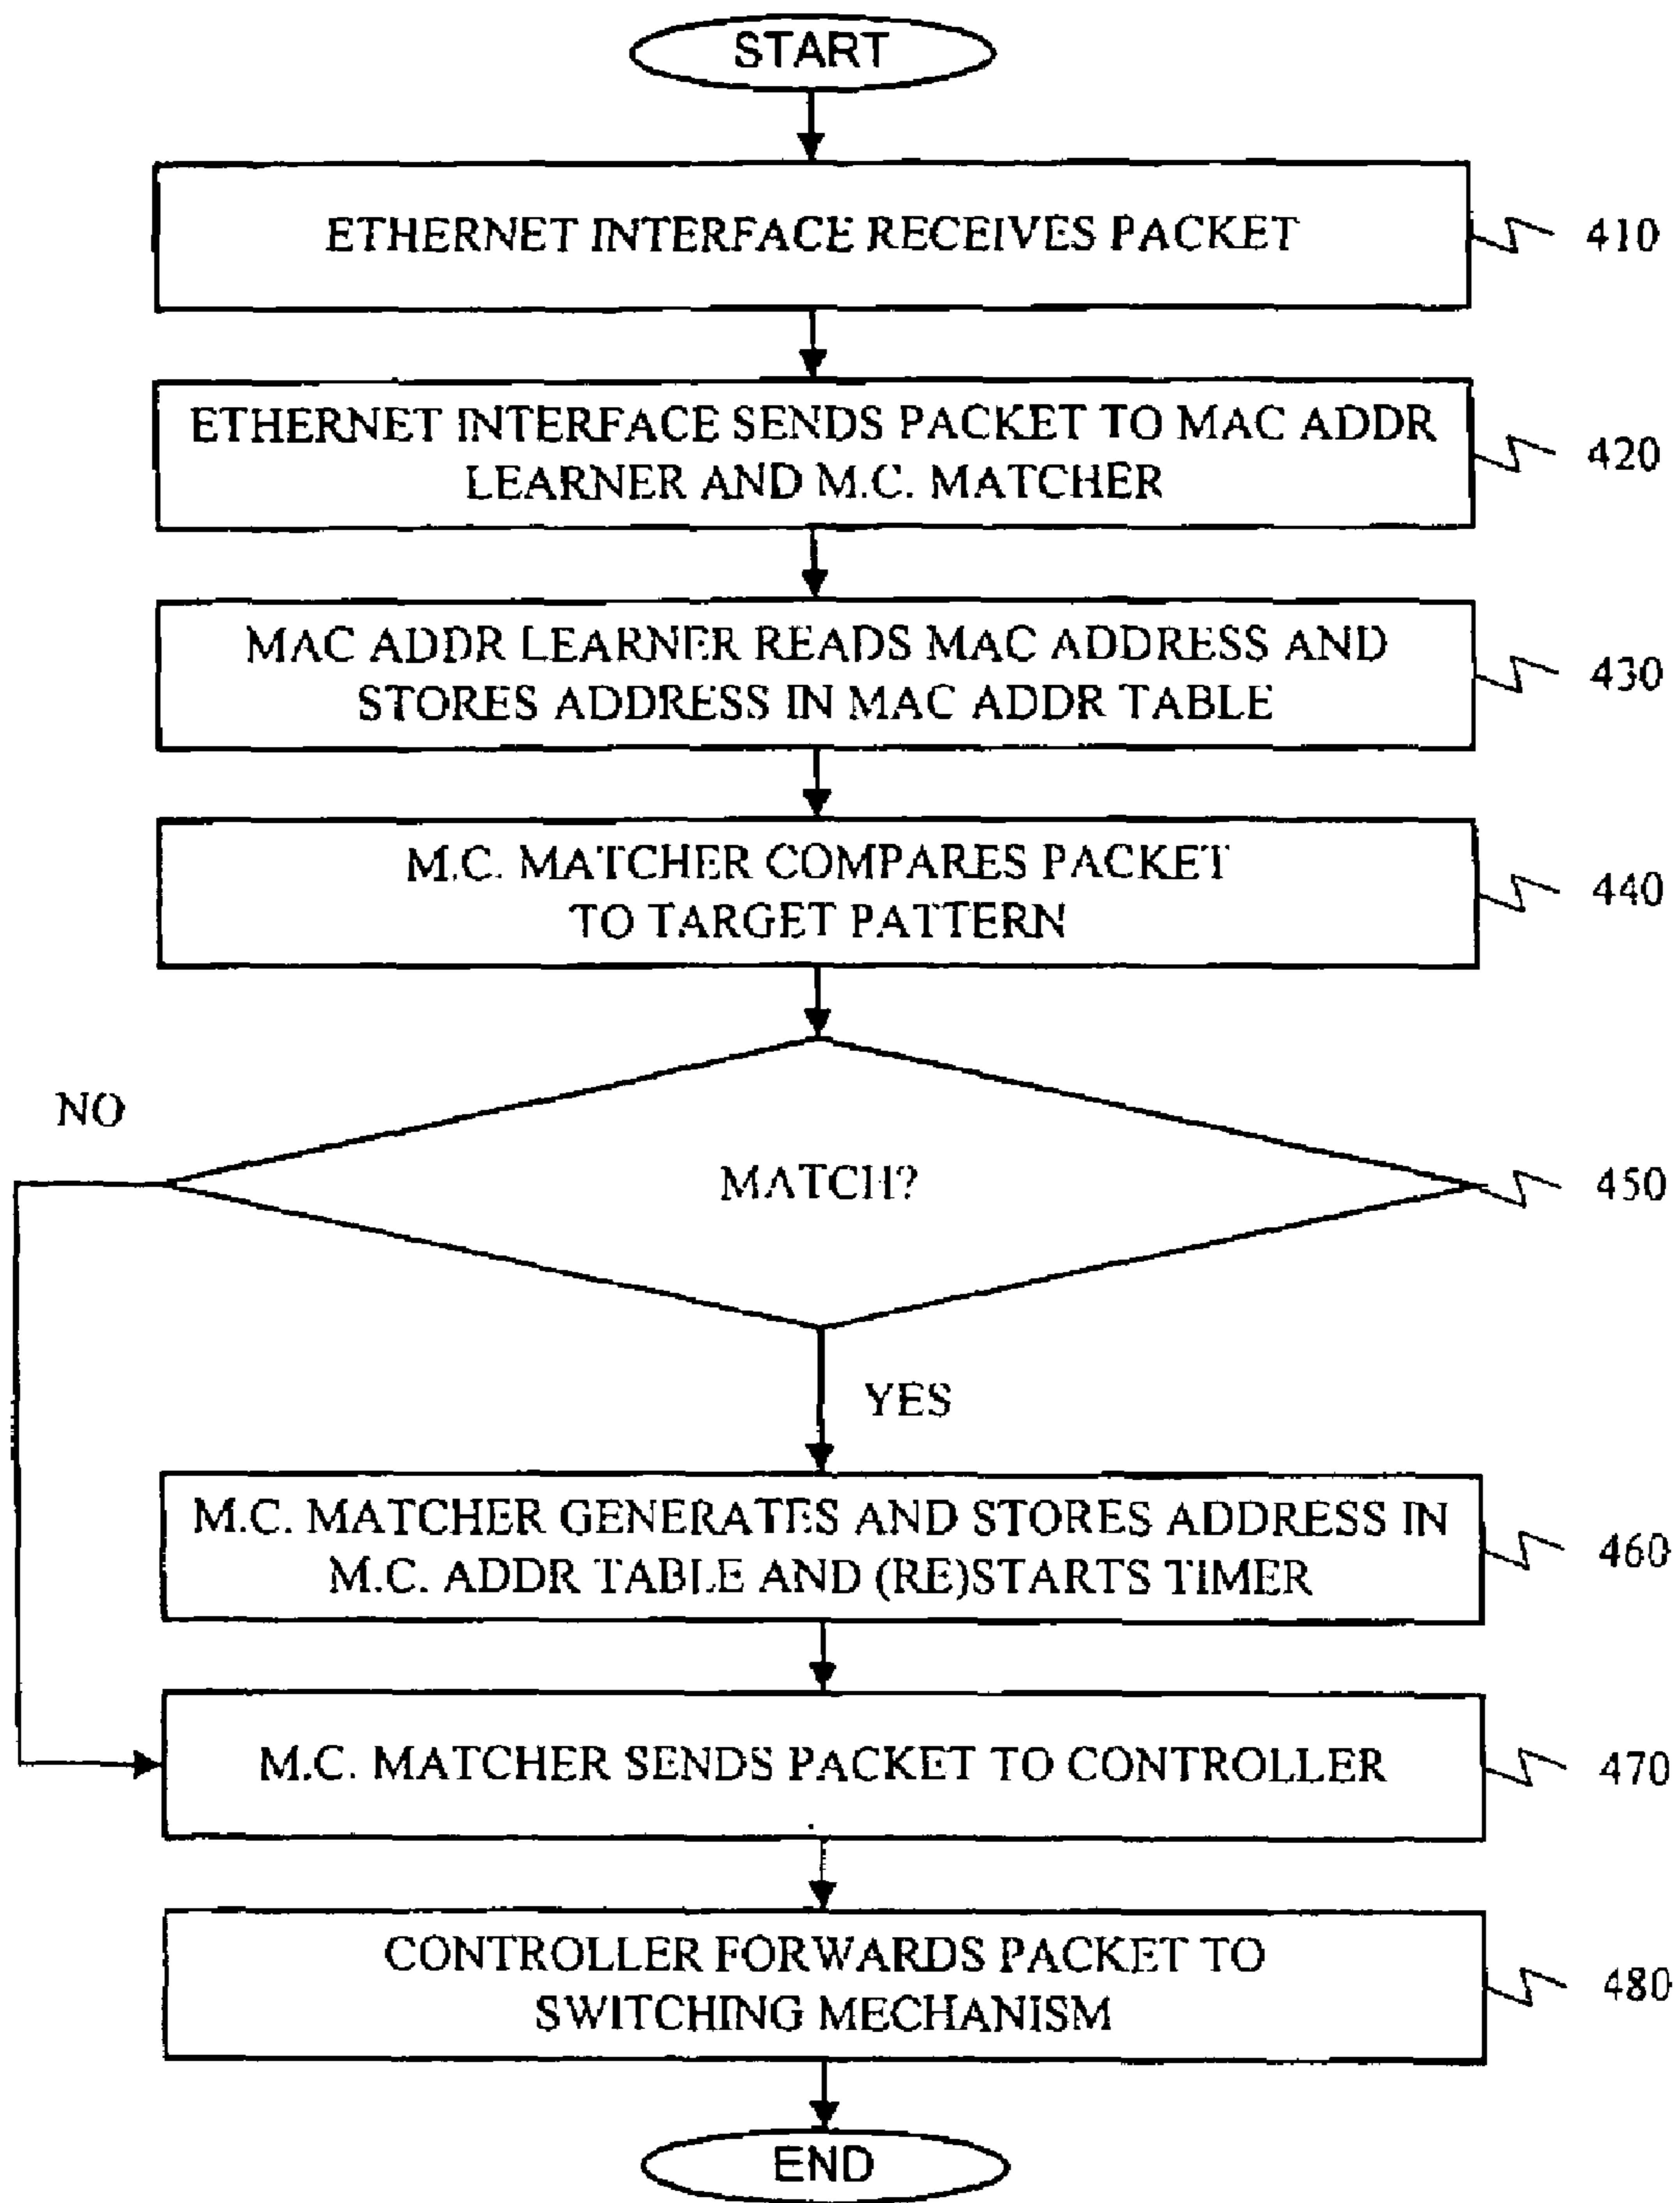 START
ETHERNET INTERFACE RECEIVES PACKET
410
ETHERNET INTERFACE SENDS PACKET TO MAC ADDR
LEARNER AND M.C. MATCHER
420
MAC ADDR LEARNER READS MAC ADDRESS AND
STORES ADDRESS IN MAC ADDR TABLE
430
M.C. MATCHER COMPARES PACKET
TO TARGET PATTERN
440
NO
MATCH?
450
YES
M.C. MATCHER GENERATES AND STORES ADDRESS IN
M.C. ADDR TABLE AND (RE)STARTS TIMER
460
M.C. MATCHER SENDS PACKET TO CONTROLLER
470
CONTROLLER FORWARDS PACKET TO
SWITCHING MECHANISM
480
END